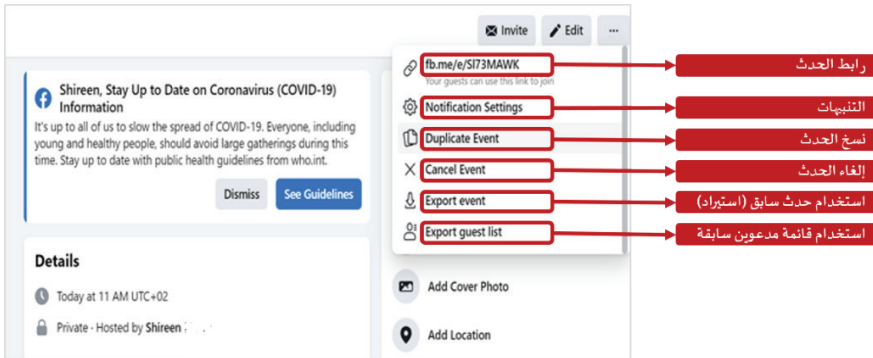 Invite
Edit
...
fb.me/e/SI73MAWK
رابط الحدث
Your guests can use this link to join
Notification Settings
التنبيهات
Duplicate Event
نسخ الحدث
Cancel Event
إلغاء الحدث
Export event
استخدام حدث سابق (استيراد)
Export guest list
استخدام قائمة مدعوين سابقة
Shireen, Stay Up to Date on Coronavirus (COVID-19)
Information
It's up to all of us to slow the spread of COVID-19. Everyone, including
young and healthy people, should avoid large gatherings during this
time. Stay up to date with public health guidelines from who.int.
Dismiss
See Guidelines
Details
Today at 11 AM UTC+02
Private - Hosted by Shireen
Add Cover Photo
Add Location